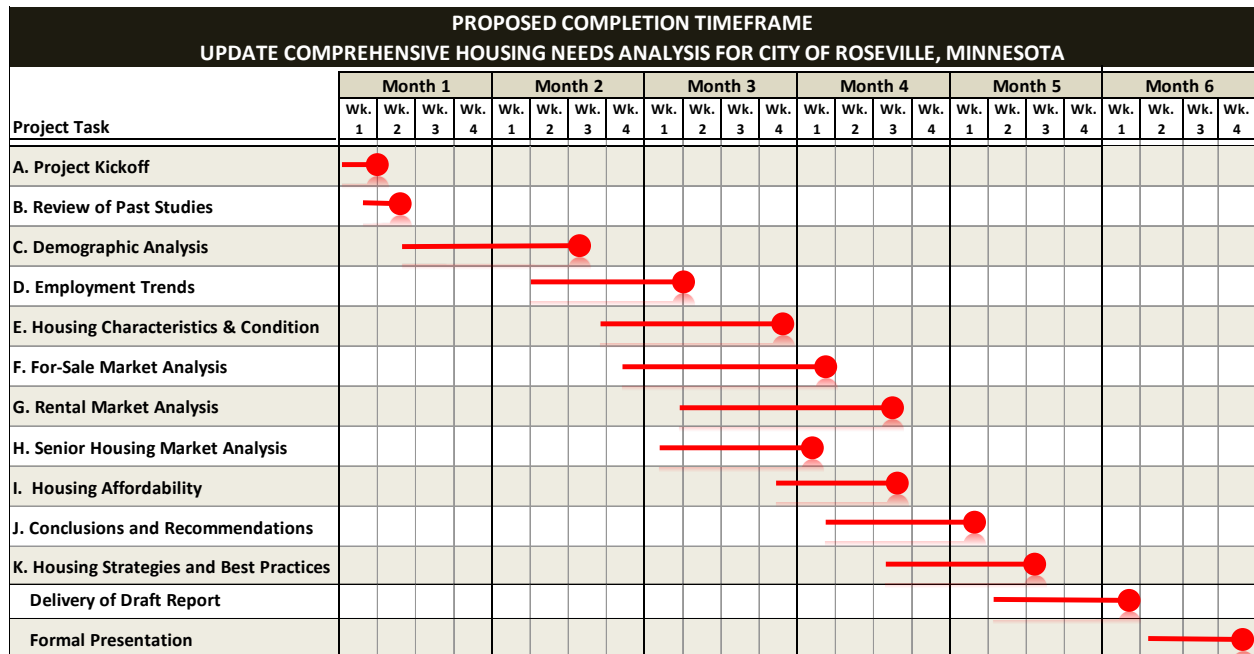 PROPOSED COMPLETION TIMEFRAME
UPDATE COMPREHENSIVE HOUSING NEEDS ANALYSIS FOR CITY OF ROSEVILLE, MINNESOTA
Month 1 Month 2 Month 3 Month 4 Month 5 Month 6
Wk. Wk. Wk. Wk. Wk. Wk. Wk. Wk. Wk. Wk. Wk. Wk. Wk. Wk. Wk. Wk. Wk. Wk. Wk. Wk. Wk. Wk. Wk. Wk.
Project Task 1 2 3 4 1 2 3 4 1 2 3 4 1 2 3 4 1 2 3 4 1 2 3 4
A. Project Kickoff
B. Review of Past Studies
C. Demographic Analysis
D. Employment Trends
E. Housing Characteristics & Condition
F. For-Sale Market Analysis
G. Rental Market Analysis
H. Senior Housing Market Analysis
I. Housing Affordability
J. Conclusions and Recommendations
K. Housing Strategies and Best Practices
Delivery of Draft Report
Formal Presentation